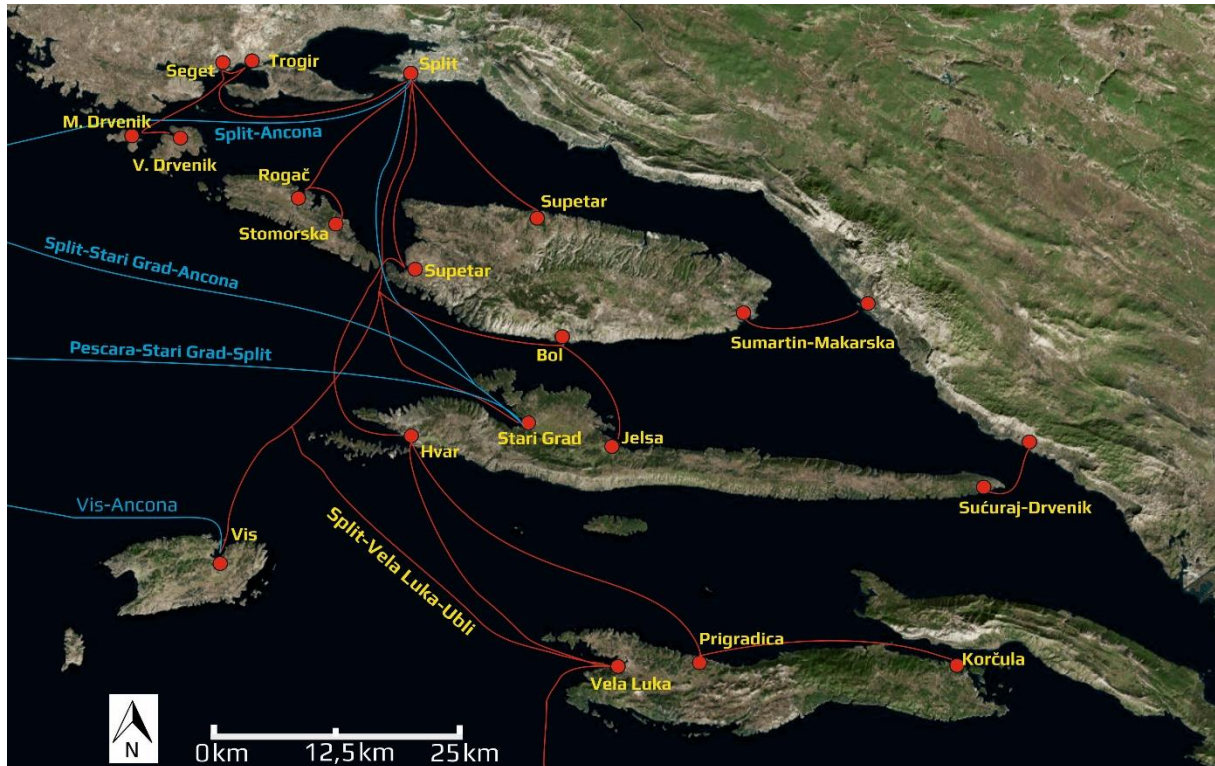 Seget
Trogir
Split
M. Drvenik
Split-Ancona
V. Drvenik
Rogač
Supetar
Stomorska
Split-Stari Grad-Ancona
Supetar
Sumartin-Makarska
Bol
Pescara-Stari Grad-Split
Stari Grad
Jelsa
Hvar
Sućuraj-Drvenik
Vis-Ancona
Vis
Split-Vela Luka-Ubli
Prigradica
Korčula
Vela Luka
N
0km 12,5km 25km